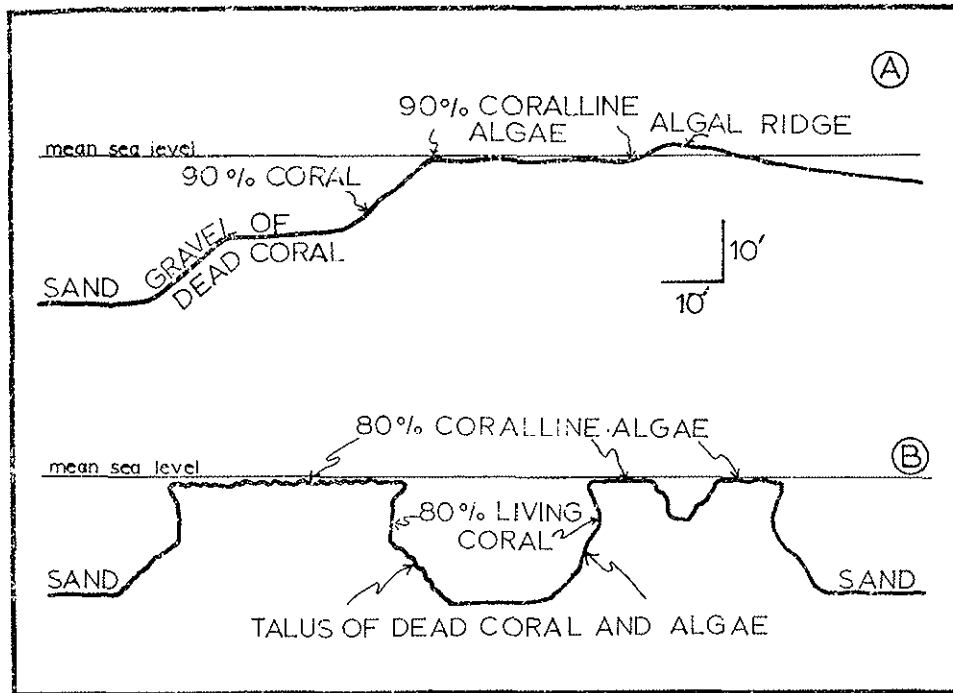 A
90% CORALLINE
ALGAE
ALGAL RIDGE
mean sea level
90% CORAL
GRAVEL OF
DEAD CORAL
SAND
10'
10'
80% CORALLINE ALGAE
mean sea level
B
80% LIVING
CORAL
SAND
SAND
TALUS OF DEAD CORAL AND ALGAE